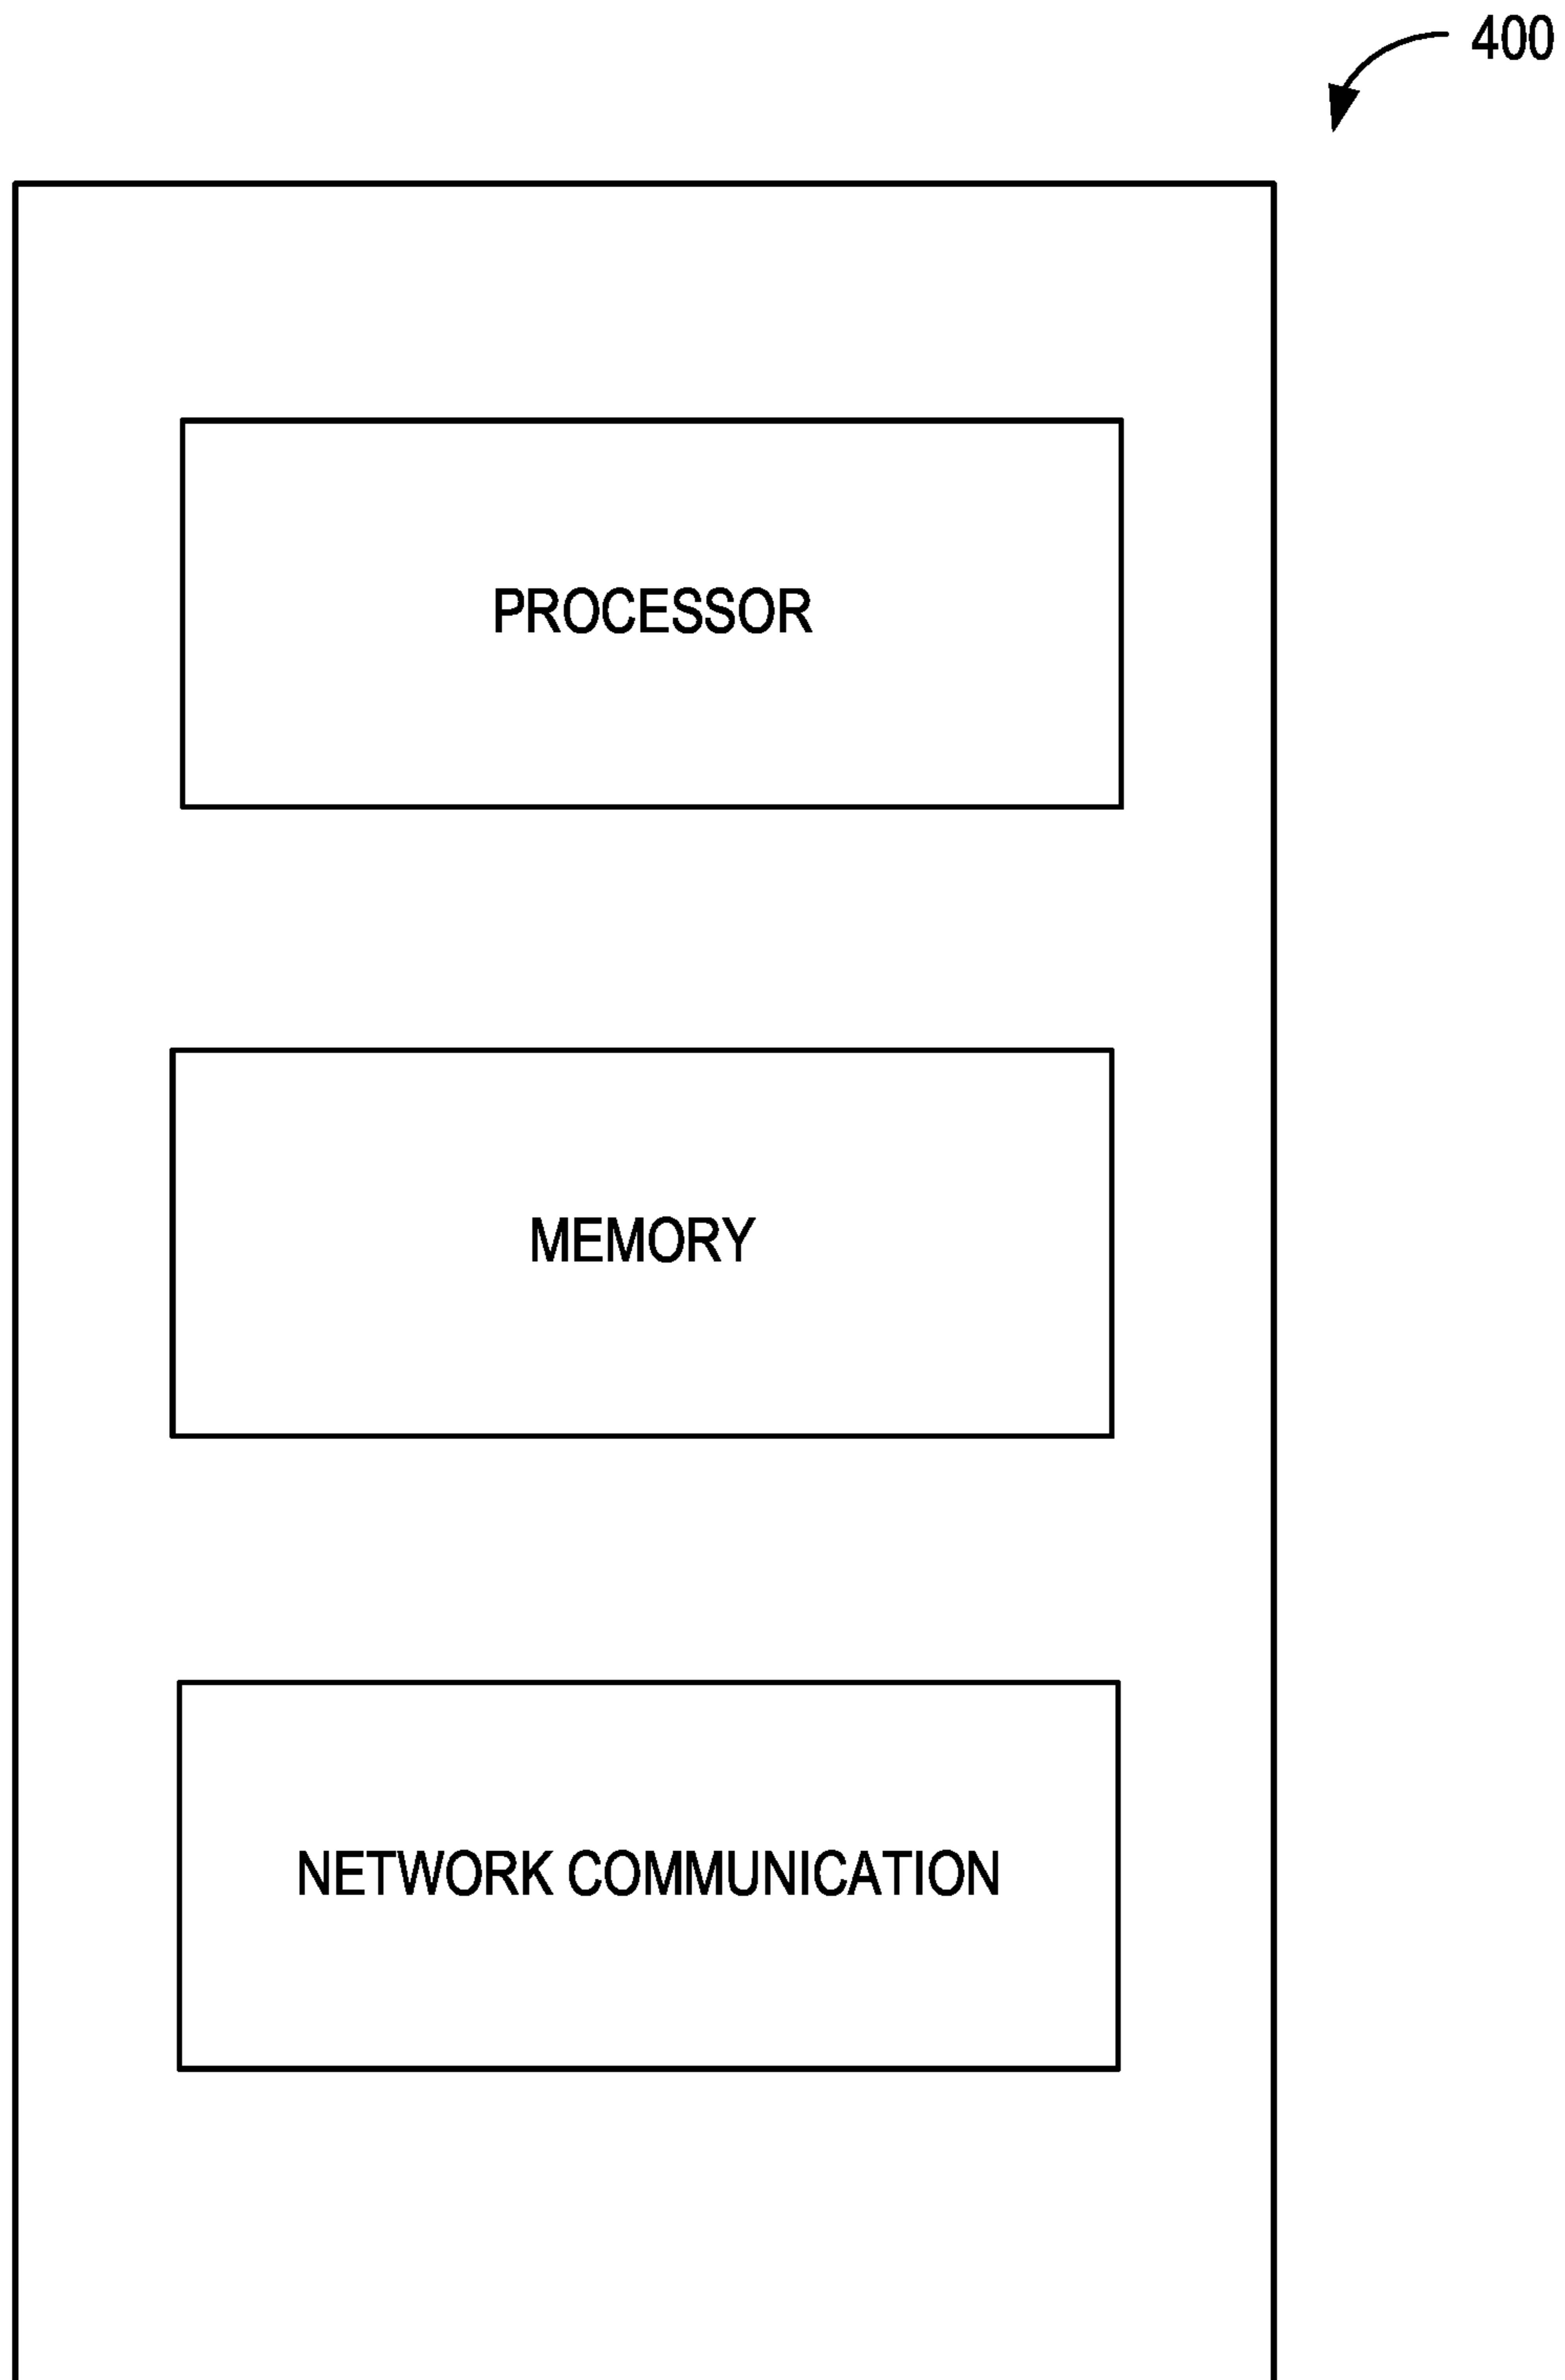 400
PROCESSOR
MEMORY
NETWORK COMMUNICATION